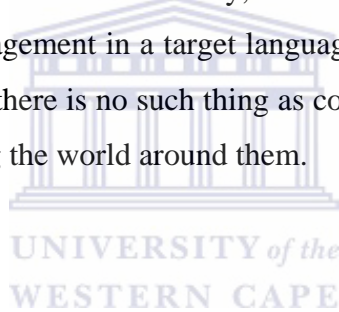 agement in a target languag
there is no such thing as co
the world around them.
UNIVERSITY of the
WESTERN CAPE